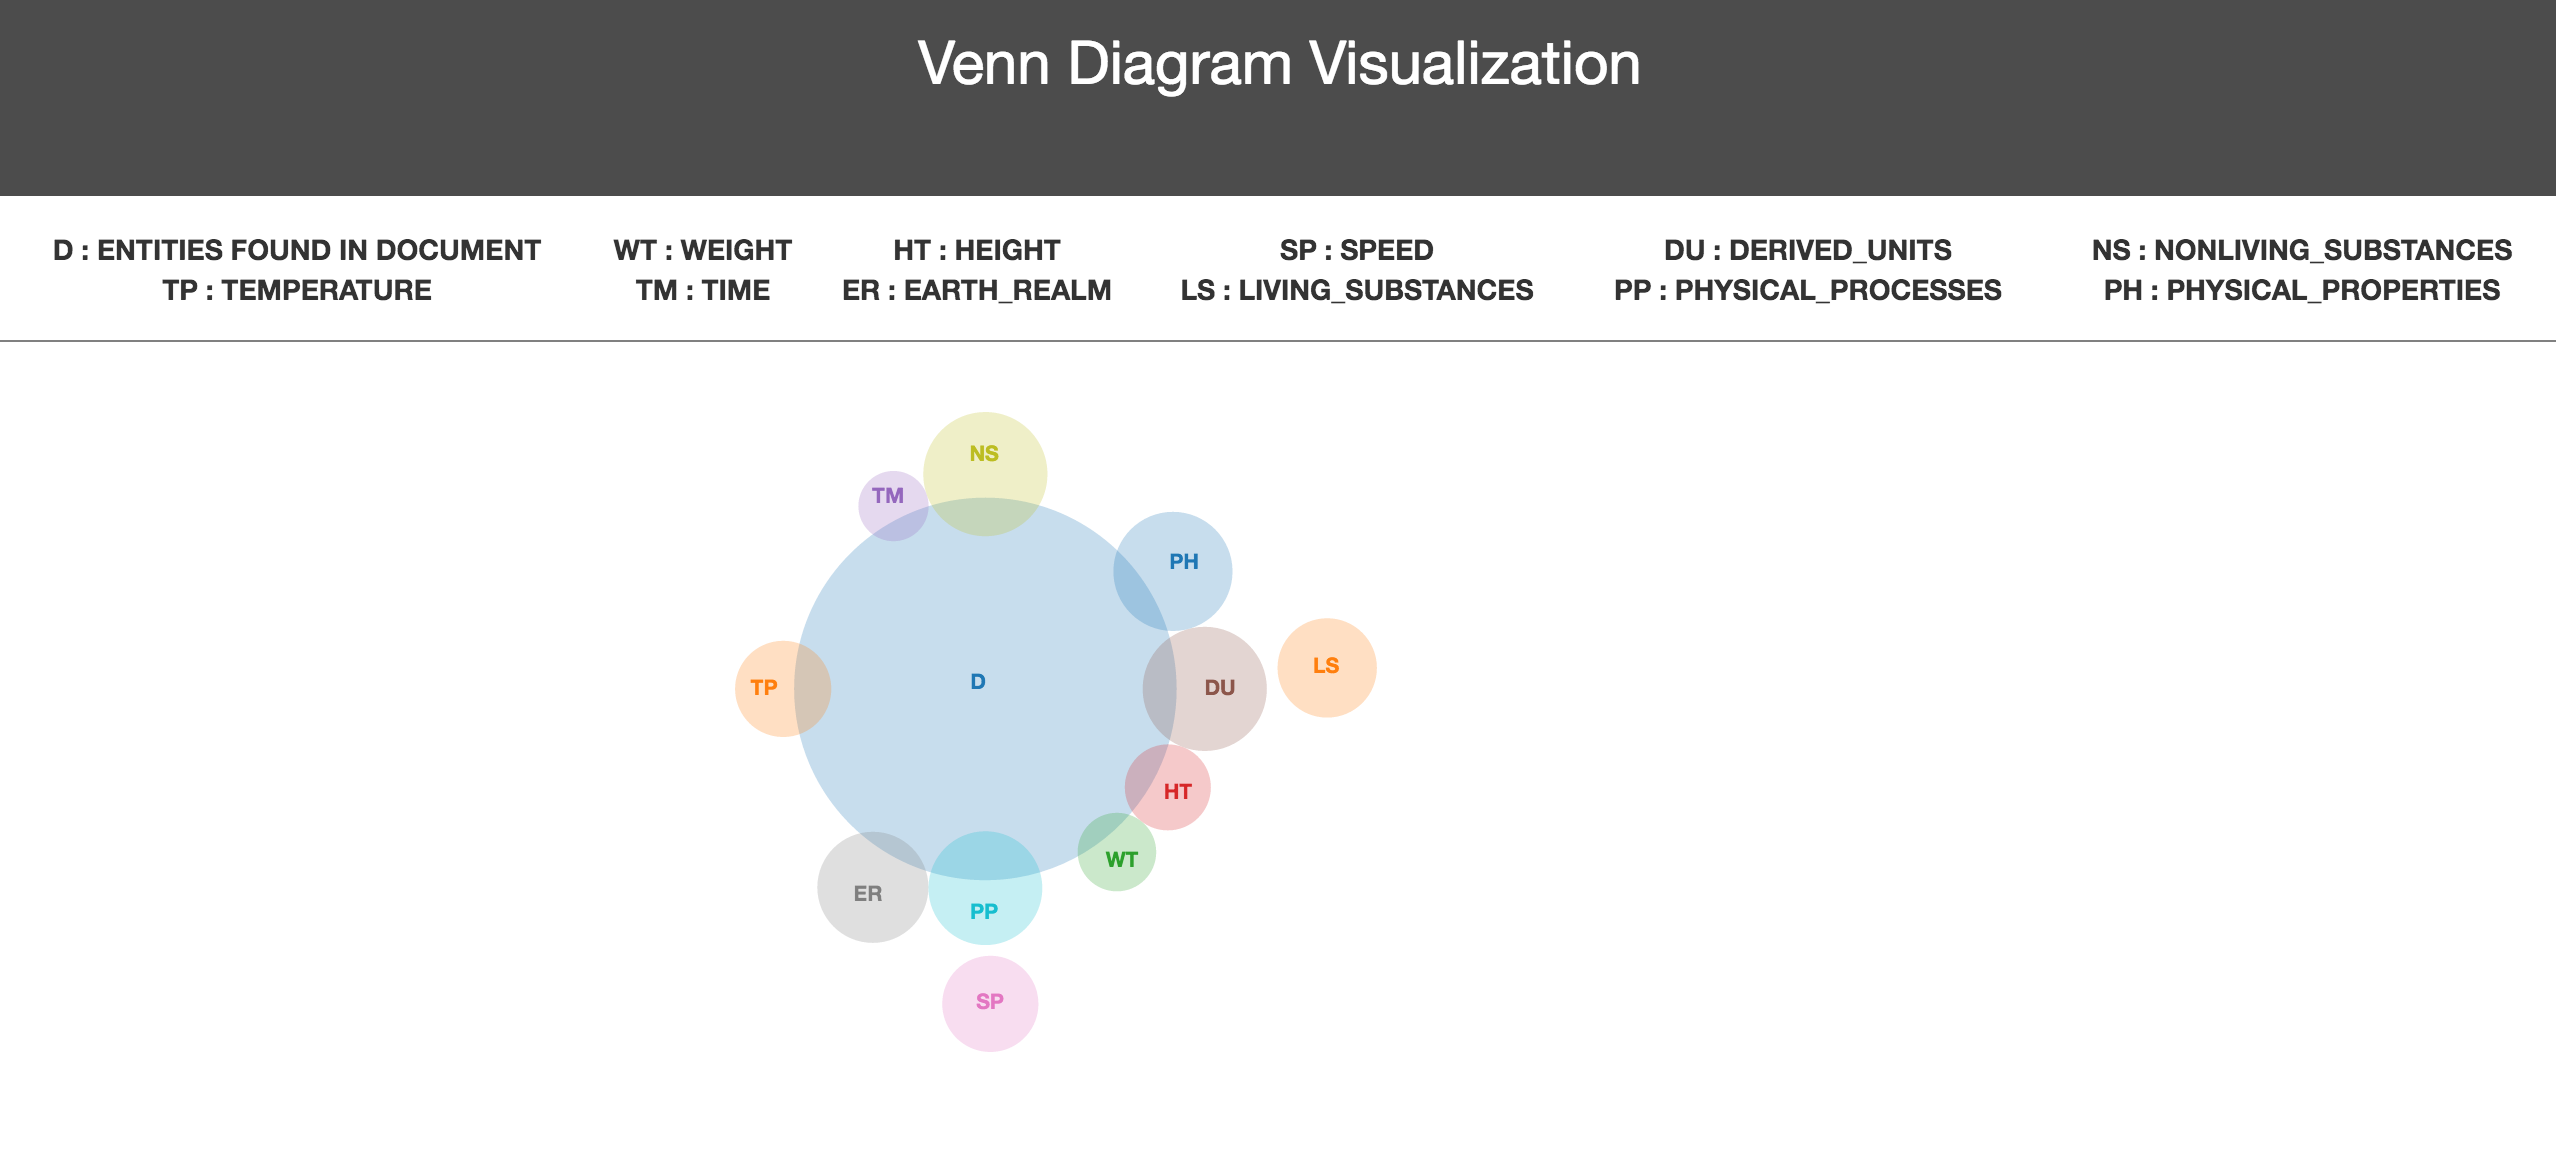 Venn Diagram Visualization
D : ENTITIES FOUND IN DOCUMENT WT : WEIGHT HT : HEIGHT SP : SPEED DU : DERIVED_UNITS NS : NONLIVING_SUBSTANCES
TP : TEMPERATURE TM : TIME ER : EARTH_REALM LS : LIVING_SUBSTANCES PP : PHYSICAL_PROCESSES PH : PHYSICAL_PROPERTIES
NS
TM
PH
LS
D
TP
DU
HT
WT
ER
PP
SP